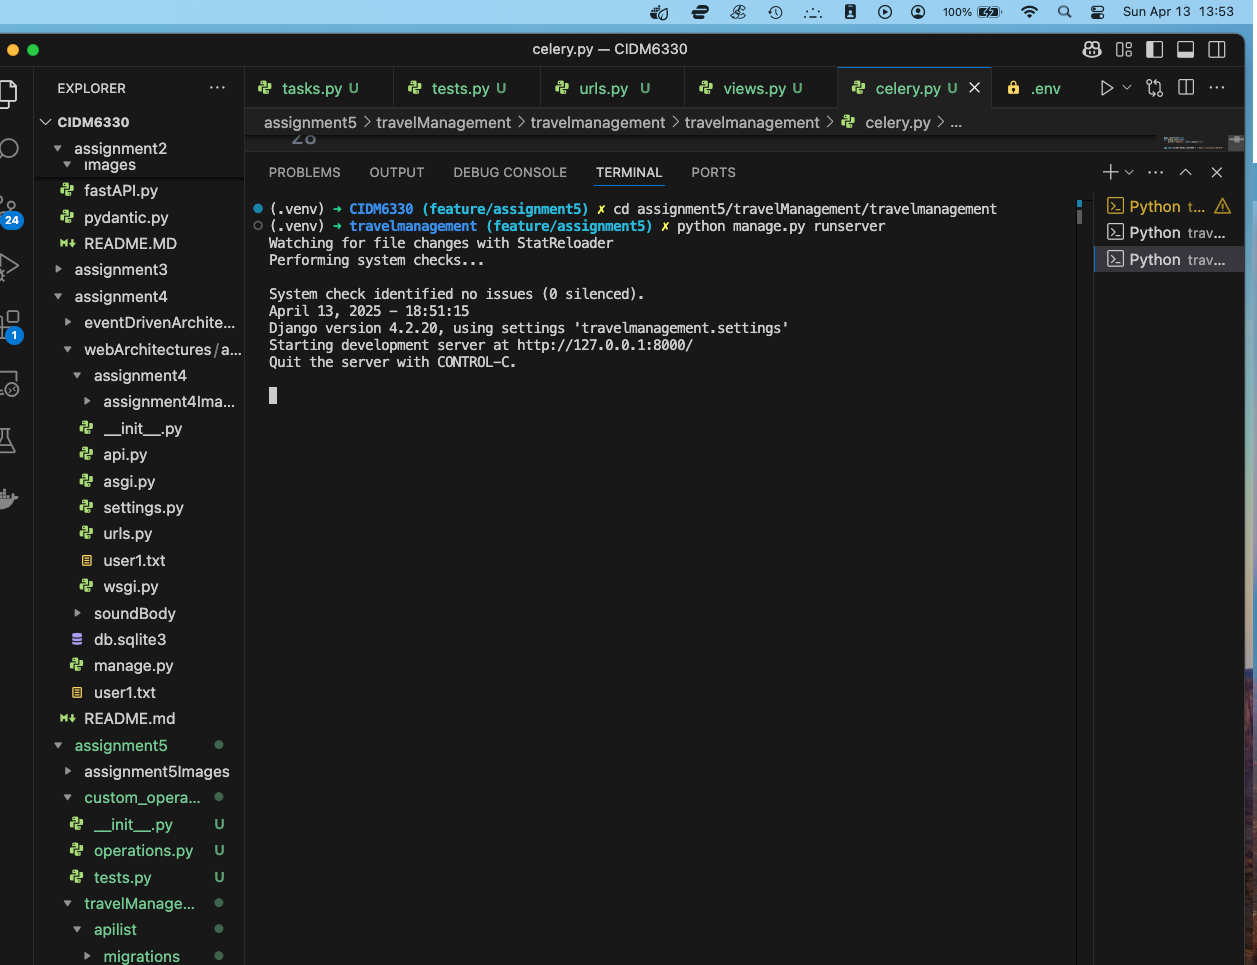 100% Sun Apr 13 13:53
celery.py — CIDM6330
EXPLORER
CIDM6330
assignment2
images
fastAPI.py
pydantic.py
README.MD
assignment3
assignment4
eventDrivenArchite...
webArchitectures/a...
assignment4
assignment4Ima...
__init__.py
api.py
asgi.py
settings.py
urls.py
user1.txt
wsgi.py
soundBody
db.sqlite3
manage.py
user1.txt
README.md
assignment5
assignment5Images
custom_opera...
__init__.py U
operations.py U
tests.py U
travelManage...
apilist
migrations
24
1
tasks.py U tests.py U urls.py U views.py U celery.py U .env
assignment5 > travelManagement > travelmanagement > travelmanagement > celery.py > ...
28
PROBLEMS OUTPUT DEBUG CONSOLE TERMINAL PORTS
(.venv) ➜ CIDM6330 (feature/assignment5) ✗ cd assignment5/travelManagement/travelmanagement
(.venv) ➜ travelmanagement (feature/assignment5) ✗ python manage.py runserver
Watching for file changes with StatReloader
Performing system checks...
System check identified no issues (0 silenced).
April 13, 2025 - 18:51:15
Django version 4.2.20, using settings 'travelmanagement.settings'
Starting development server at http://127.0.0.1:8000/
Quit the server with CONTROL-C.
Python t...
Python trav...
Python trav...